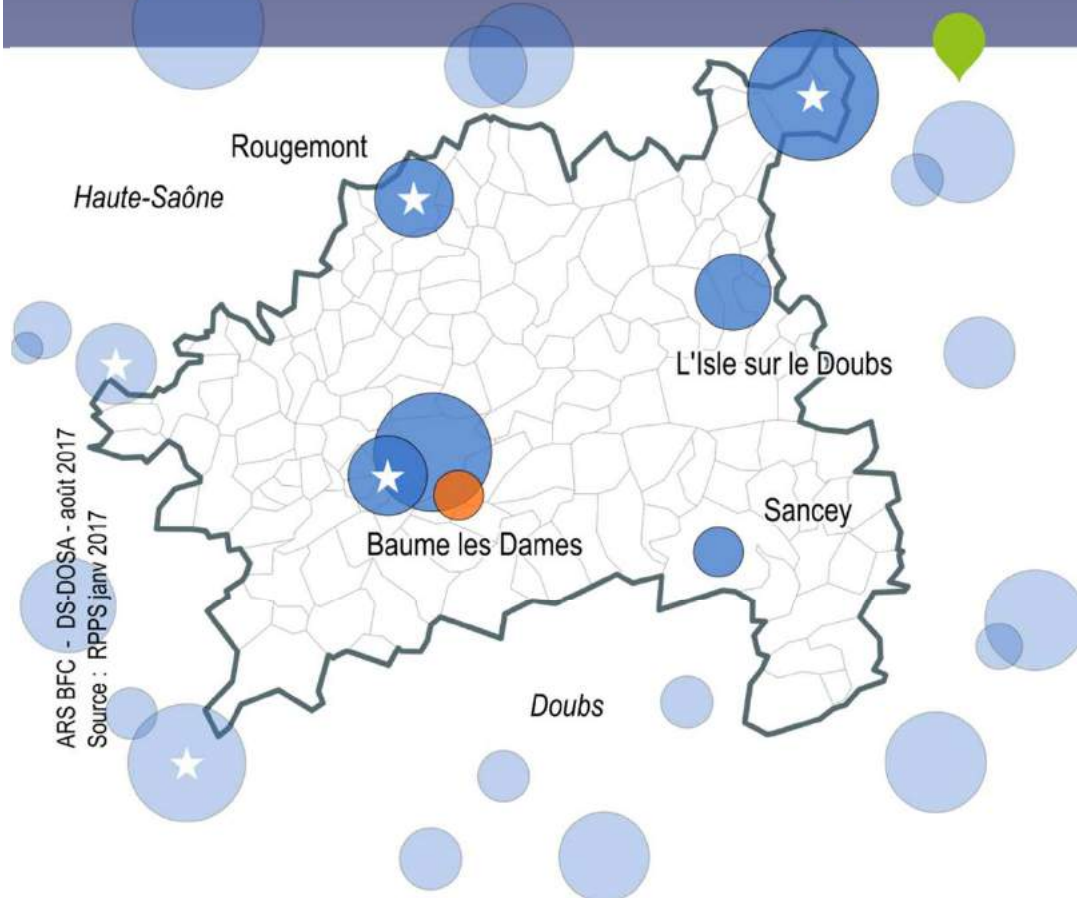 Rougemont
Haute-Saône
L'Isle sur le Doubs
Baume les Dames
Sancey
Doubs
ARS BFC - DS-DOSA - août 2017
Source : RPPS janv 2017